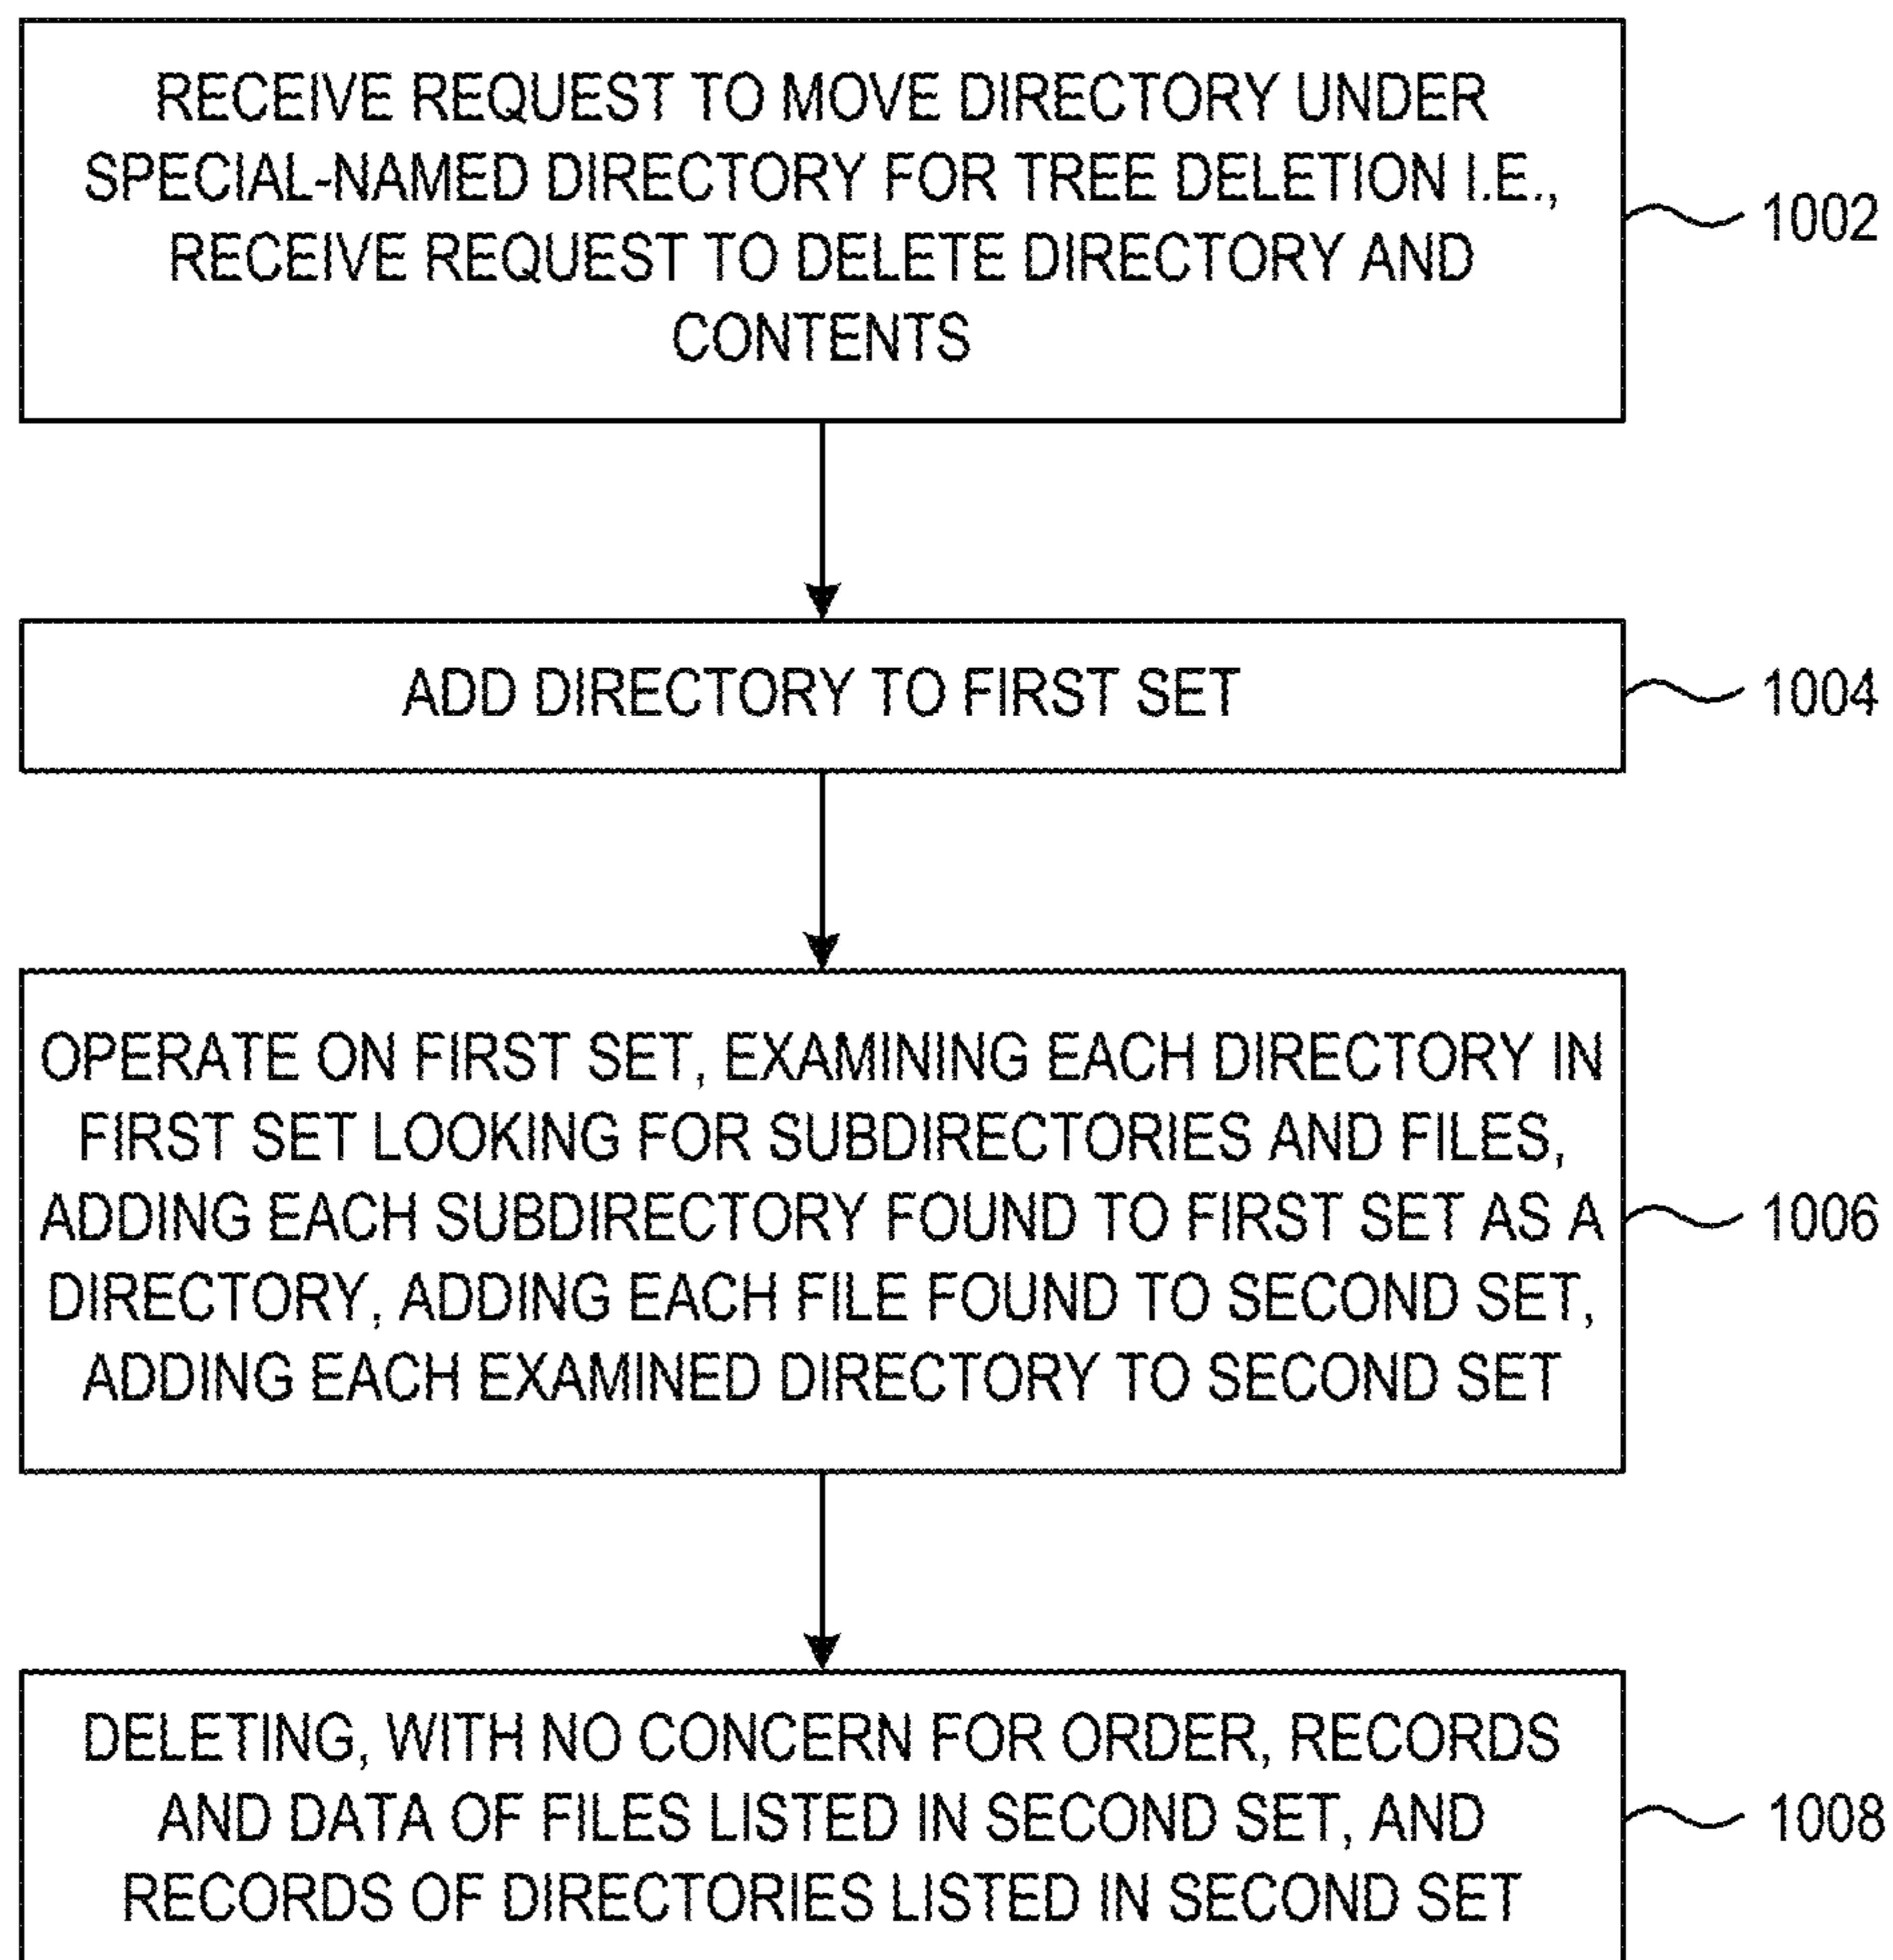 RECEIVE REQUEST TO MOVE DIRECTORY UNDER
SPECIAL-NAMED DIRECTORY FOR TREE DELETION I.E.,
RECEIVE REQUEST TO DELETE DIRECTORY AND
CONTENTS
1002
ADD DIRECTORY TO FIRST SET
1004
OPERATE ON FIRST SET, EXAMINING EACH DIRECTORY IN
FIRST SET LOOKING FOR SUBDIRECTORIES AND FILES,
ADDING EACH SUBDIRECTORY FOUND TO FIRST SET AS A
DIRECTORY, ADDING EACH FILE FOUND TO SECOND SET,
ADDING EACH EXAMINED DIRECTORY TO SECOND SET
1006
DELETING, WITH NO CONCERN FOR ORDER, RECORDS
AND DATA OF FILES LISTED IN SECOND SET, AND
RECORDS OF DIRECTORIES LISTED IN SECOND SET
1008